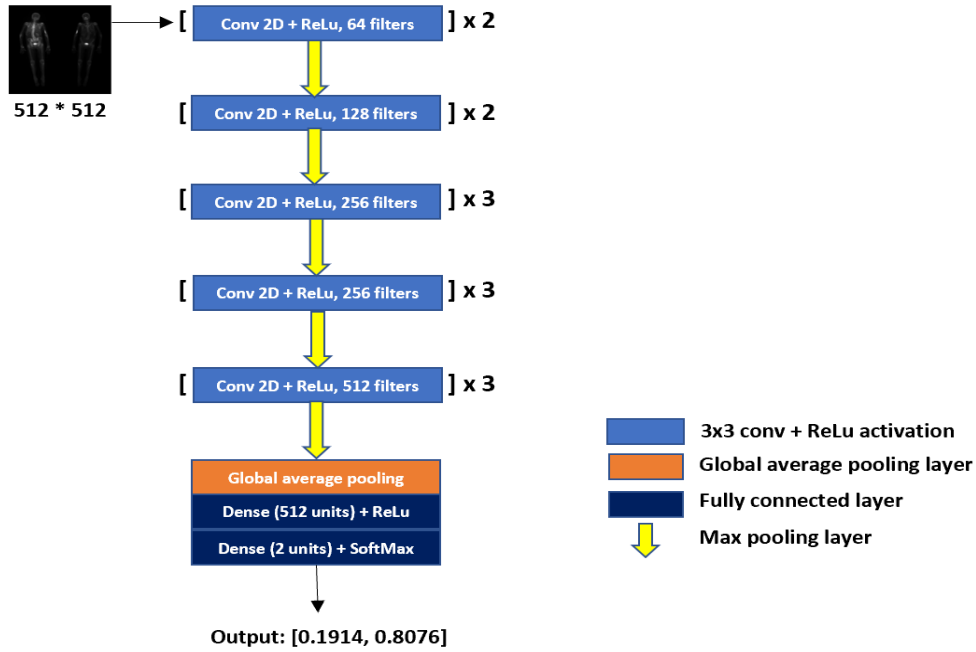 [ Conv 2D + ReLu, 64 filters ] x 2
512 * 512
[ Conv 2D + ReLu, 128 filters ] x 2
[ Conv 2D + ReLu, 256 filters ] x 3
[ Conv 2D + ReLu, 256 filters ] x 3
[ Conv 2D + ReLu, 512 filters ] x 3
Global average pooling
Dense (512 units) + ReLu
Dense (2 units) + SoftMax
Output: [0.1914, 0.8076]
3x3 conv + ReLU activation
Global average pooling layer
Fully connected layer
Max pooling layer